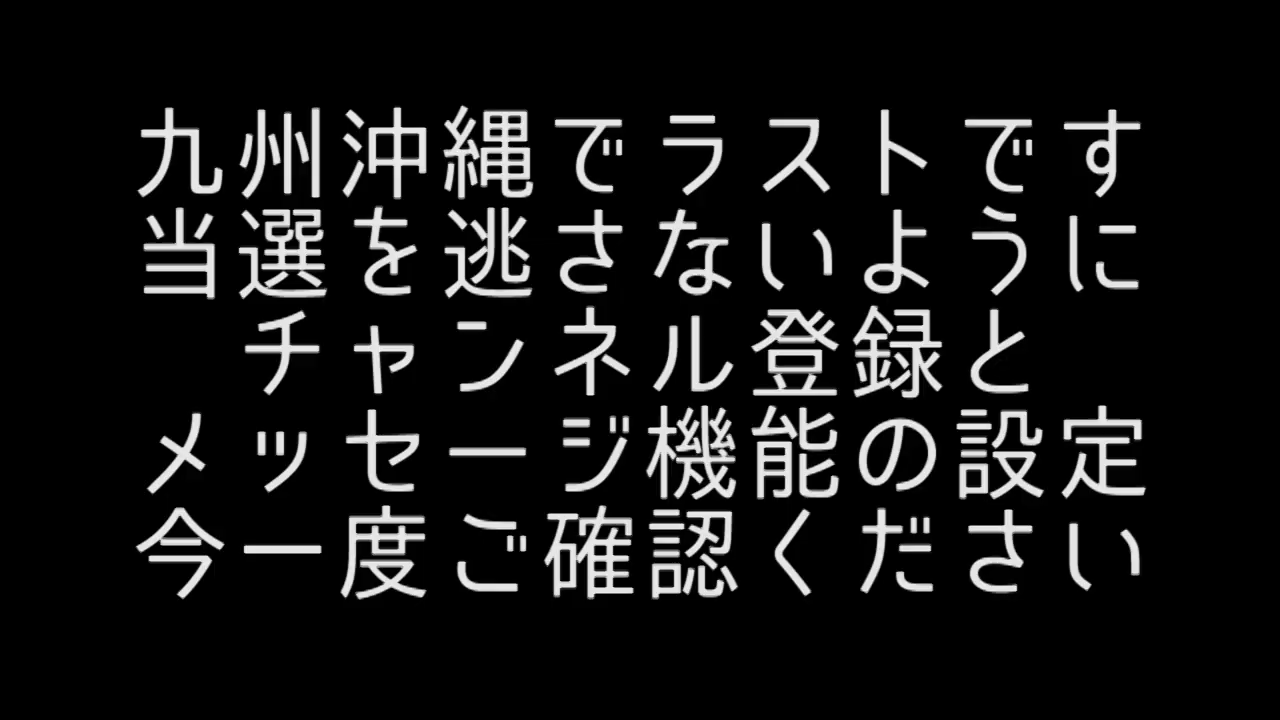 九州沖縄でラストです
当選を逃さないように
チャンネル登録と
メッセージ機能の設定
今一度ご確認ください